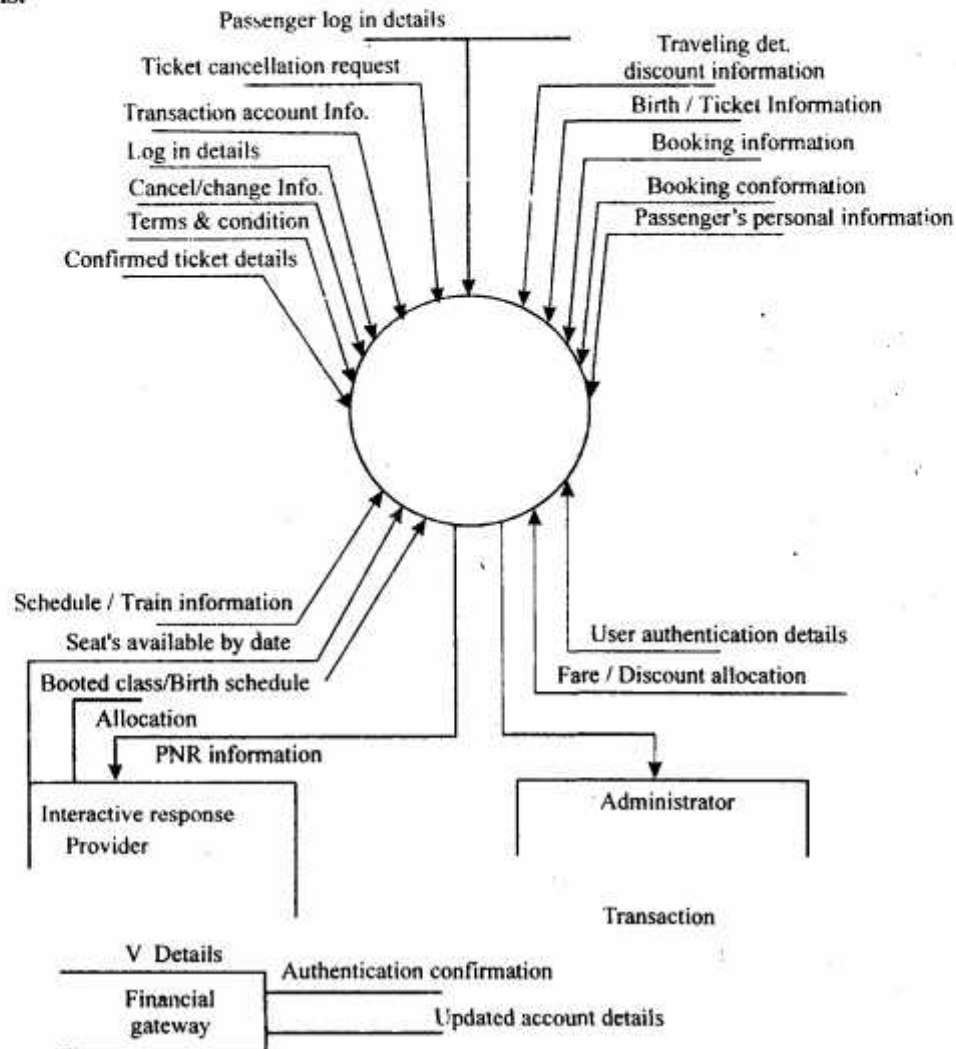 Passenger log in details
Ticket cancellation request
Transaction account Info.
Log in details
Cancel/change Info.
Terms & condition
Confirmed ticket details
Traveling det.
discount information
Birth / Ticket Information
Booking information
Booking conformation
Passenger's personal information
Schedule / Train information
Seat's available by date
Booted class/Birth schedule
Allocation
PNR information
User authentication details
Fare / Discount allocation
Interactive response
Provider
Administrator
Transaction
V Details
Financial
gateway
Authentication confirmation
Updated account details